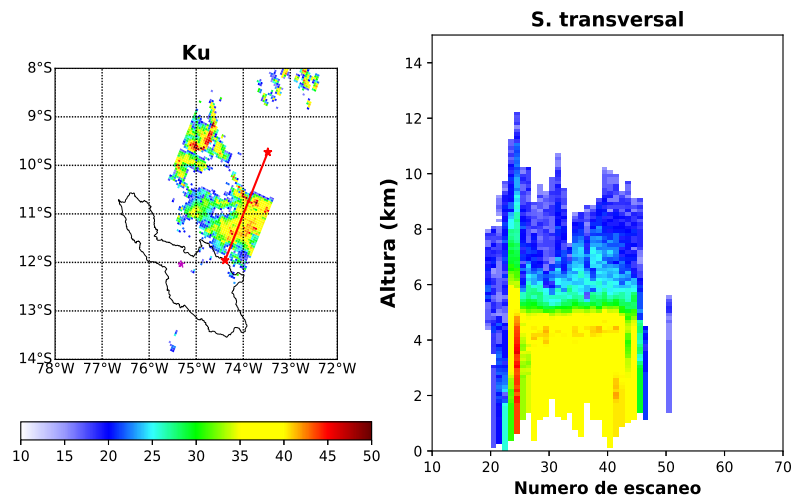 S. transversal
Ku
8°S
9°S
10°S
11°S
12°S
13°S
14°S
78°W 77°W 76°W 75°W 74°W 73°W 72°W
10 15 20 25 30 35 40 45 50
Altura (km)
14
12
10
8
6
4
2
0
10 20 30 40 50 60 70
Numero de escaneo